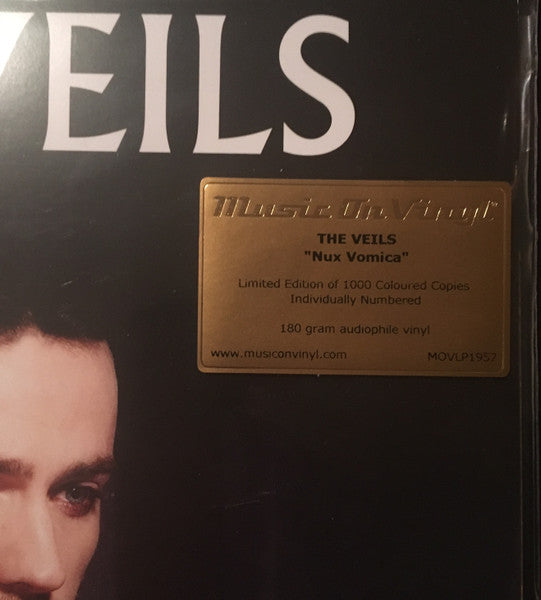 VEILS
Music On Vinyl™
THE VEILS
"Nux Vomica"
Limited Edition of 1000 Coloured Copies
Individually Numbered
180 gram audiophile vinyl
www.musiconvinyl.com MOVLP1957